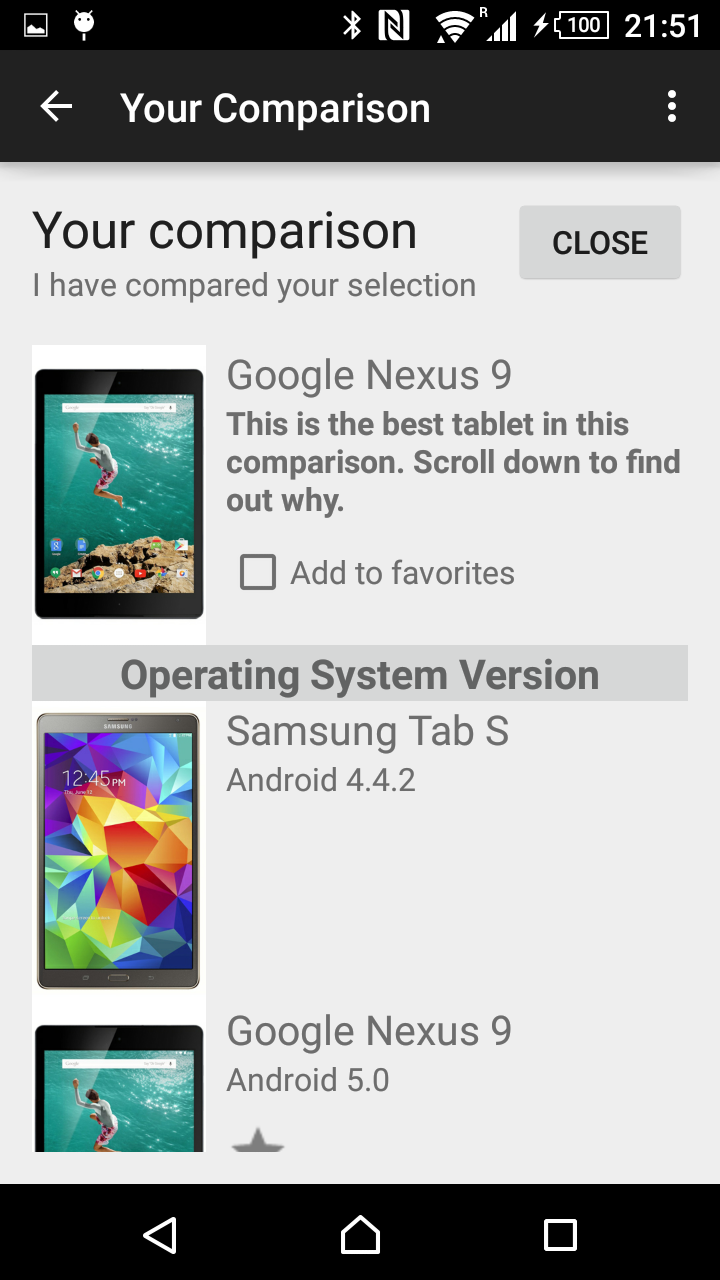 R 100 21:51
Your Comparison
Your comparison
CLOSE
I have compared your selection
Google Nexus 9
This is the best tablet in this
comparison. Scroll down to find
out why.
Add to favorites
Operating System Version
SAMSUNG
12:45PM
Samsung Tab S
Android 4.4.2
Google Nexus 9
Android 5.0